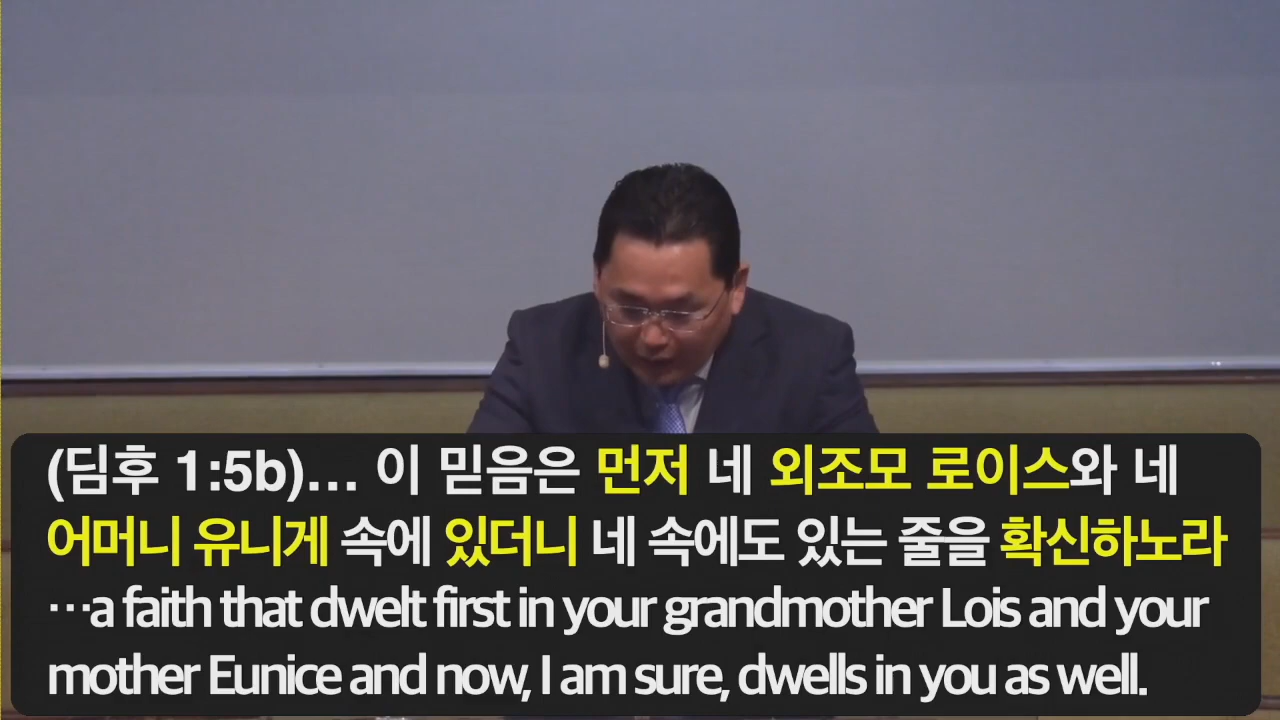 (딤후 1:5b)... 이 믿음은 먼저 네 외조모 로이스와 네
어머니 유니게 속에 있더니 네 속에도 있는 줄을 확신하노라
…a faith that dwelt first in your grandmother Lois and your
mother Eunice and now, I am sure, dwells in you as well.